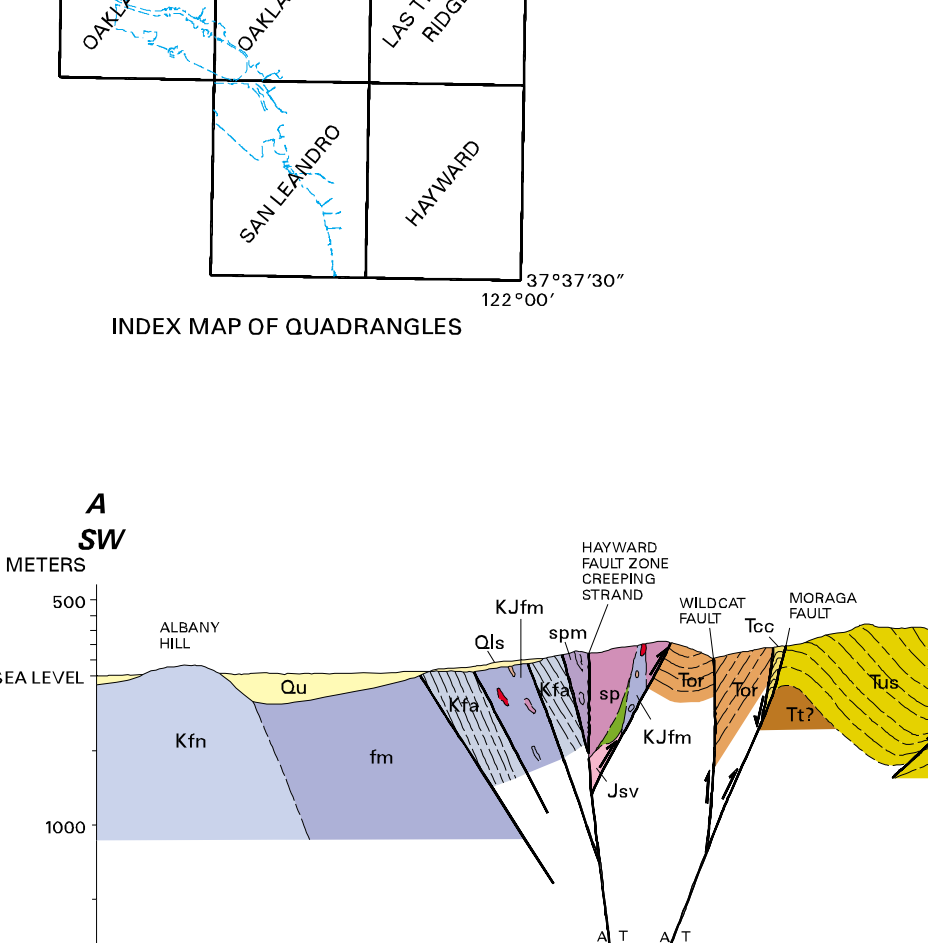 OAKLA
LAS T
RIDGE
SAN LEANDRO
HAYWARD
37°37′30″
122°00′
INDEX MAP OF QUADRANGLES
A
SW
METERS
500
SEA LEVEL
1000
ALBANY
HILL
HAYWARD
FAULT ZONE
CREEPING
STRAND
WILDCAT
FAULT
MORAGA
FAULT
KJfm
Qls
spm
Tcc
Qu
Kfa
Kfa
sp
Tor
Tor
Tus
Tt?
Kfn
fm
KJfm
Jsv
A T
A T